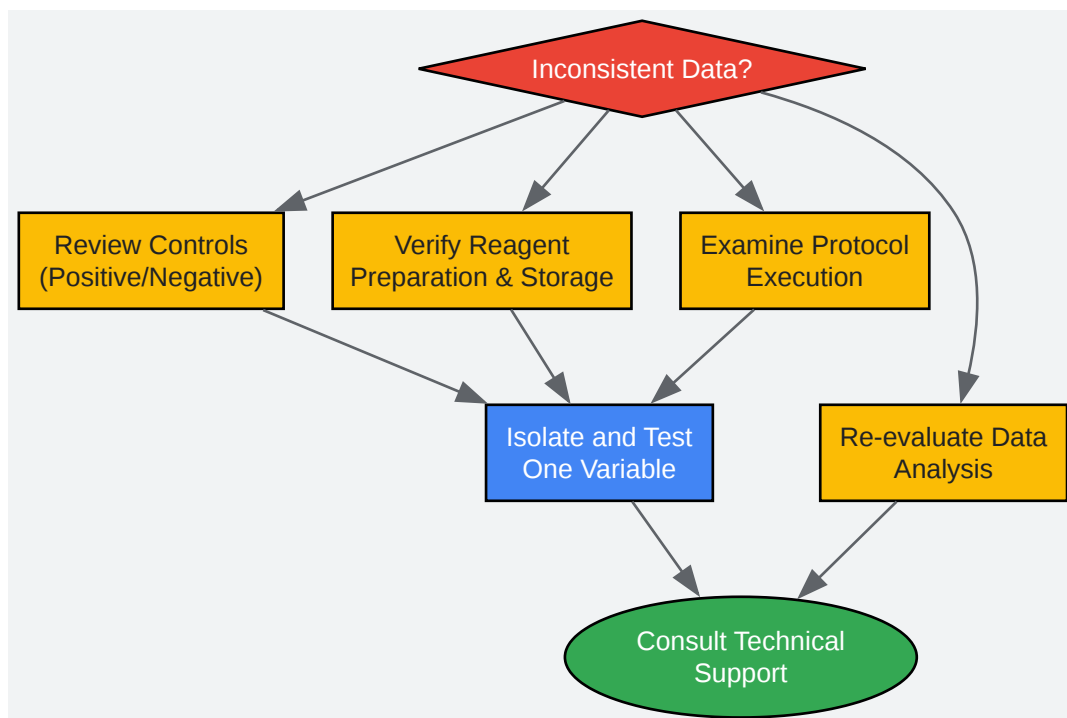 Inconsistent Data?
Review Controls
(Positive/Negative)
Verify Reagent
Preparation & Storage
Examine Protocol
Execution
Isolate and Test
One Variable
Re-evaluate Data
Analysis
Consult Technical
Support